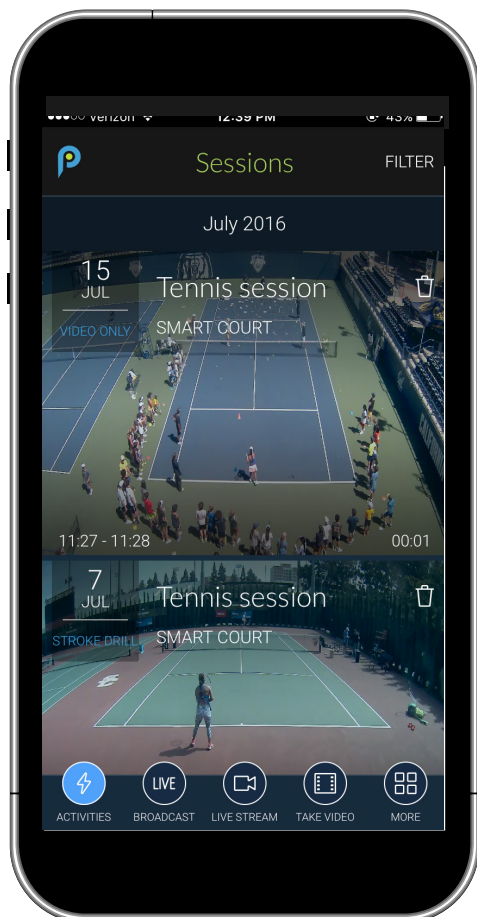 Verizon 12:39 PM 43%
Sessions FILTER
July 2016
15
JUL
VIDEO ONLY
Tennis session
SMART COURT
11:27 - 11:28 00:01
7
JUL
STROKE DRILL
Tennis session
SMART COURT
LIVE
ACTIVITIES BROADCAST LIVE STREAM TAKE VIDEO MORE